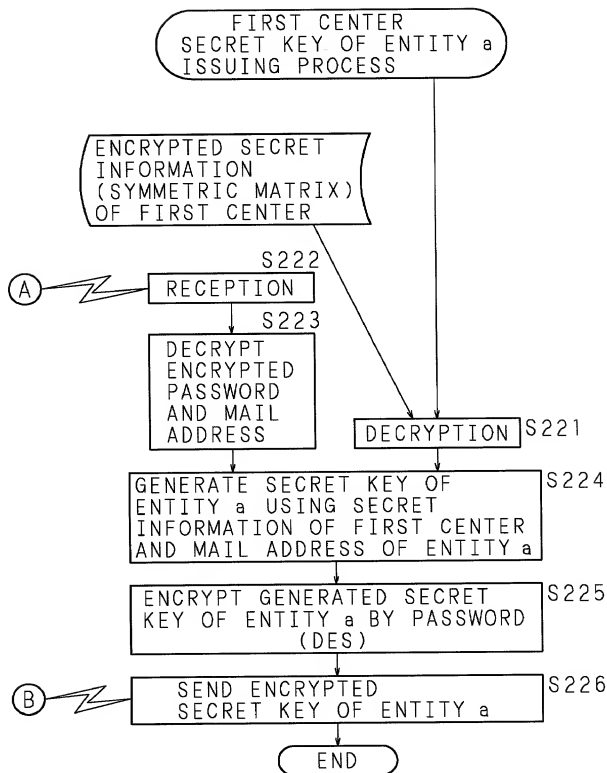 FIRST CENTER
SECRET KEY OF ENTITY a
ISSUING PROCESS
ENCRYPTED SECRET
INFORMATION
(SYMMETRIC MATRIX)
OF FIRST CENTER
S222
A
RECEPTION
S223
DECRYPT
ENCRYPTED
PASSWORD
AND MAIL
ADDRESS
DECRYPTION
S221
GENERATE SECRET KEY OF
ENTITY a USING SECRET
INFORMATION OF FIRST CENTER
AND MAIL ADDRESS OF ENTITY a
S224
ENCRYPT GENERATED SECRET
KEY OF ENTITY a BY PASSWORD
(DES)
S225
B
SEND ENCRYPTED
SECRET KEY OF ENTITY a
S226
END